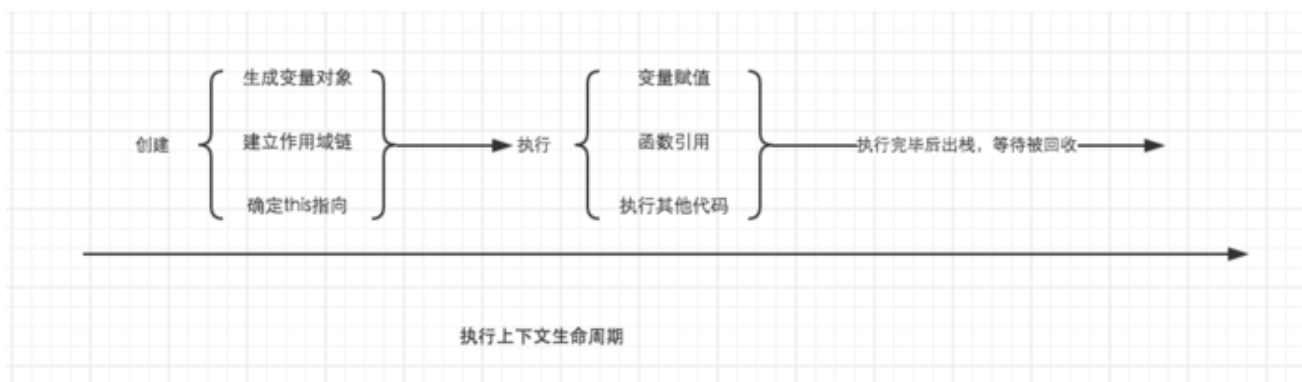 创建
生成变量对象
建立作用域链
确定this指向
执行
变量赋值
函数引用
执行其他代码
执行完毕后出栈，等待被回收
执行上下文生命周期